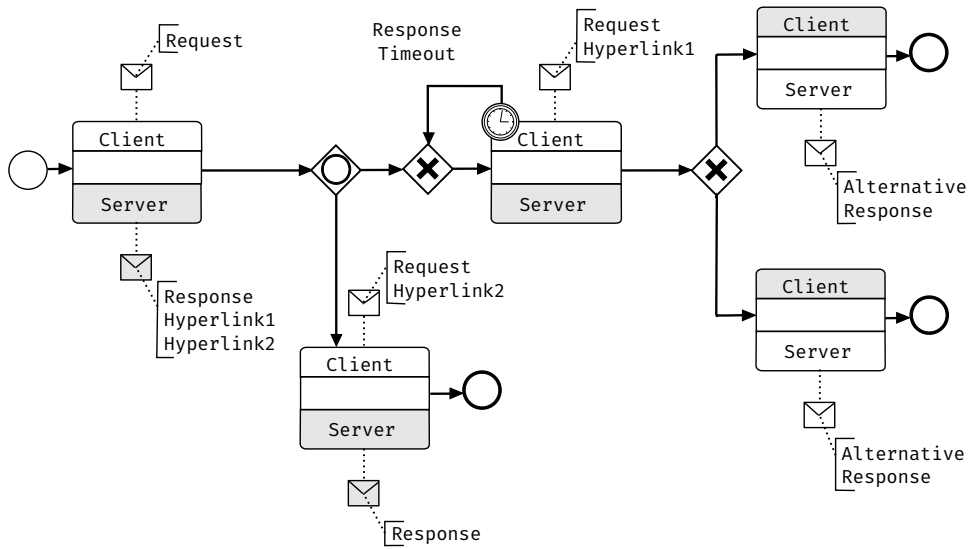 Request
Client
Server
Response
Hyperlink1
Hyperlink2
Response
Timeout
Request
Hyperlink1
Client
Server
Request
Hyperlink2
Client
Server
Response
Client
Server
Alternative
Response
Client
Server
Alternative
Response